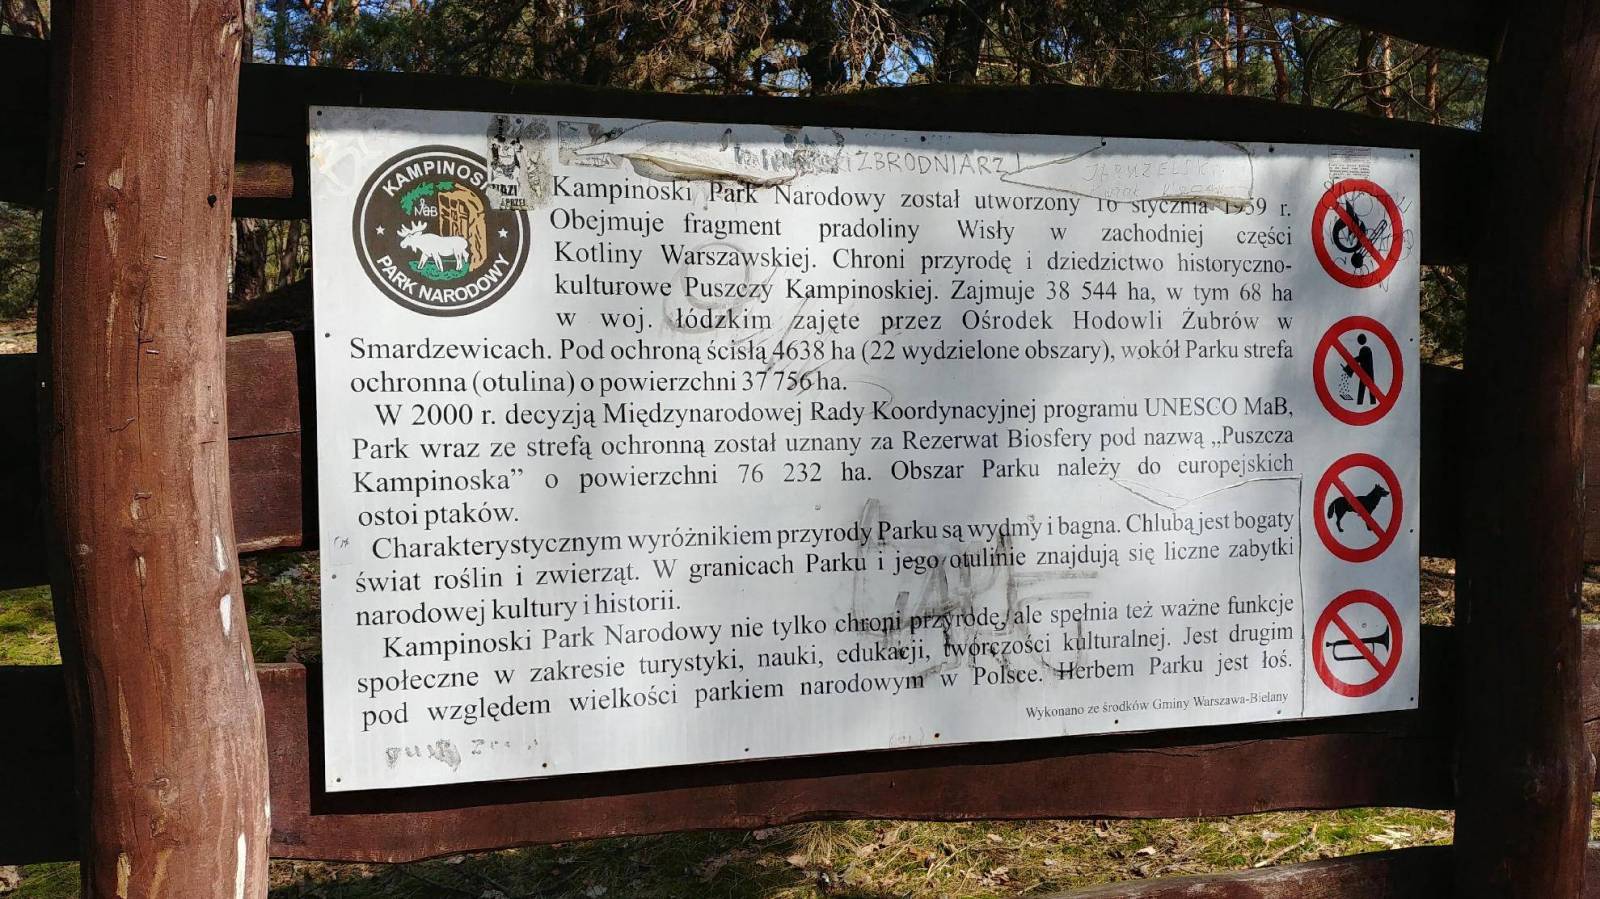 KAMPINOSKI
MaB
PARK NARODOWY
ZBRODNIARZ
Kampinoski Park Narodowy został utworzony 16 stycznia 1959 r.
Obejmuje fragment pradoliny Wisły w zachodniej części
Kotliny Warszawskiej. Chroni przyrodę i dziedzictwo historyczno-
kulturowe Puszczy Kampinoskiej. Zajmuje 38 544 ha, w tym 68 ha
w woj. łódzkim zajęte przez Ośrodek Hodowli Żubrów w
Smardzewicach. Pod ochroną ścisłą 4638 ha (22 wydzielone obszary), wokół Parku strefa
ochronna (otulina) o powierzchni 37 756 ha.
W 2000 r. decyzją Międzynarodowej Rady Koordynacyjnej programu UNESCO MaB,
Park wraz ze strefą ochronną został uznany za Rezerwat Biosfery pod nazwą „Puszcza
Kampinoska” o powierzchni 76 232 ha. Obszar Parku należy do europejskich
ostoi ptaków.
Charakterystycznym wyróżnikiem przyrody Parku są wydmy i bagna. Chlubą jest bogaty
świat roślin i zwierząt. W granicach Parku i jego otulinie znajdują się liczne zabytki
narodowej kultury i historii.
Kampinoski Park Narodowy nie tylko chroni przyrodę, ale spełnia też ważne funkcje
społeczne w zakresie turystyki, nauki, edukacji, twórczości kulturalnej. Jest drugim
pod względem wielkości parkiem narodowym w Polsce. Herbem Parku jest łoś.
Wykonano ze środków Gminy Warszawa-Bielany